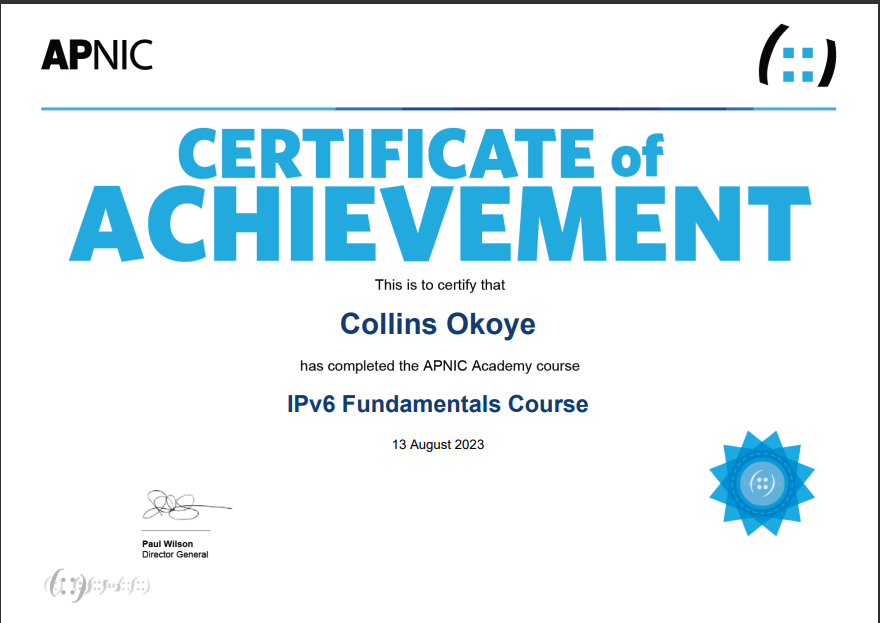 APNIC
(::)
CERTIFICATE of
ACHIEVEMENT
This is to certify that
Collins Okoye
has completed the APNIC Academy course
IPv6 Fundamentals Course
13 August 2023
(::)
Paul Wilson
Director General